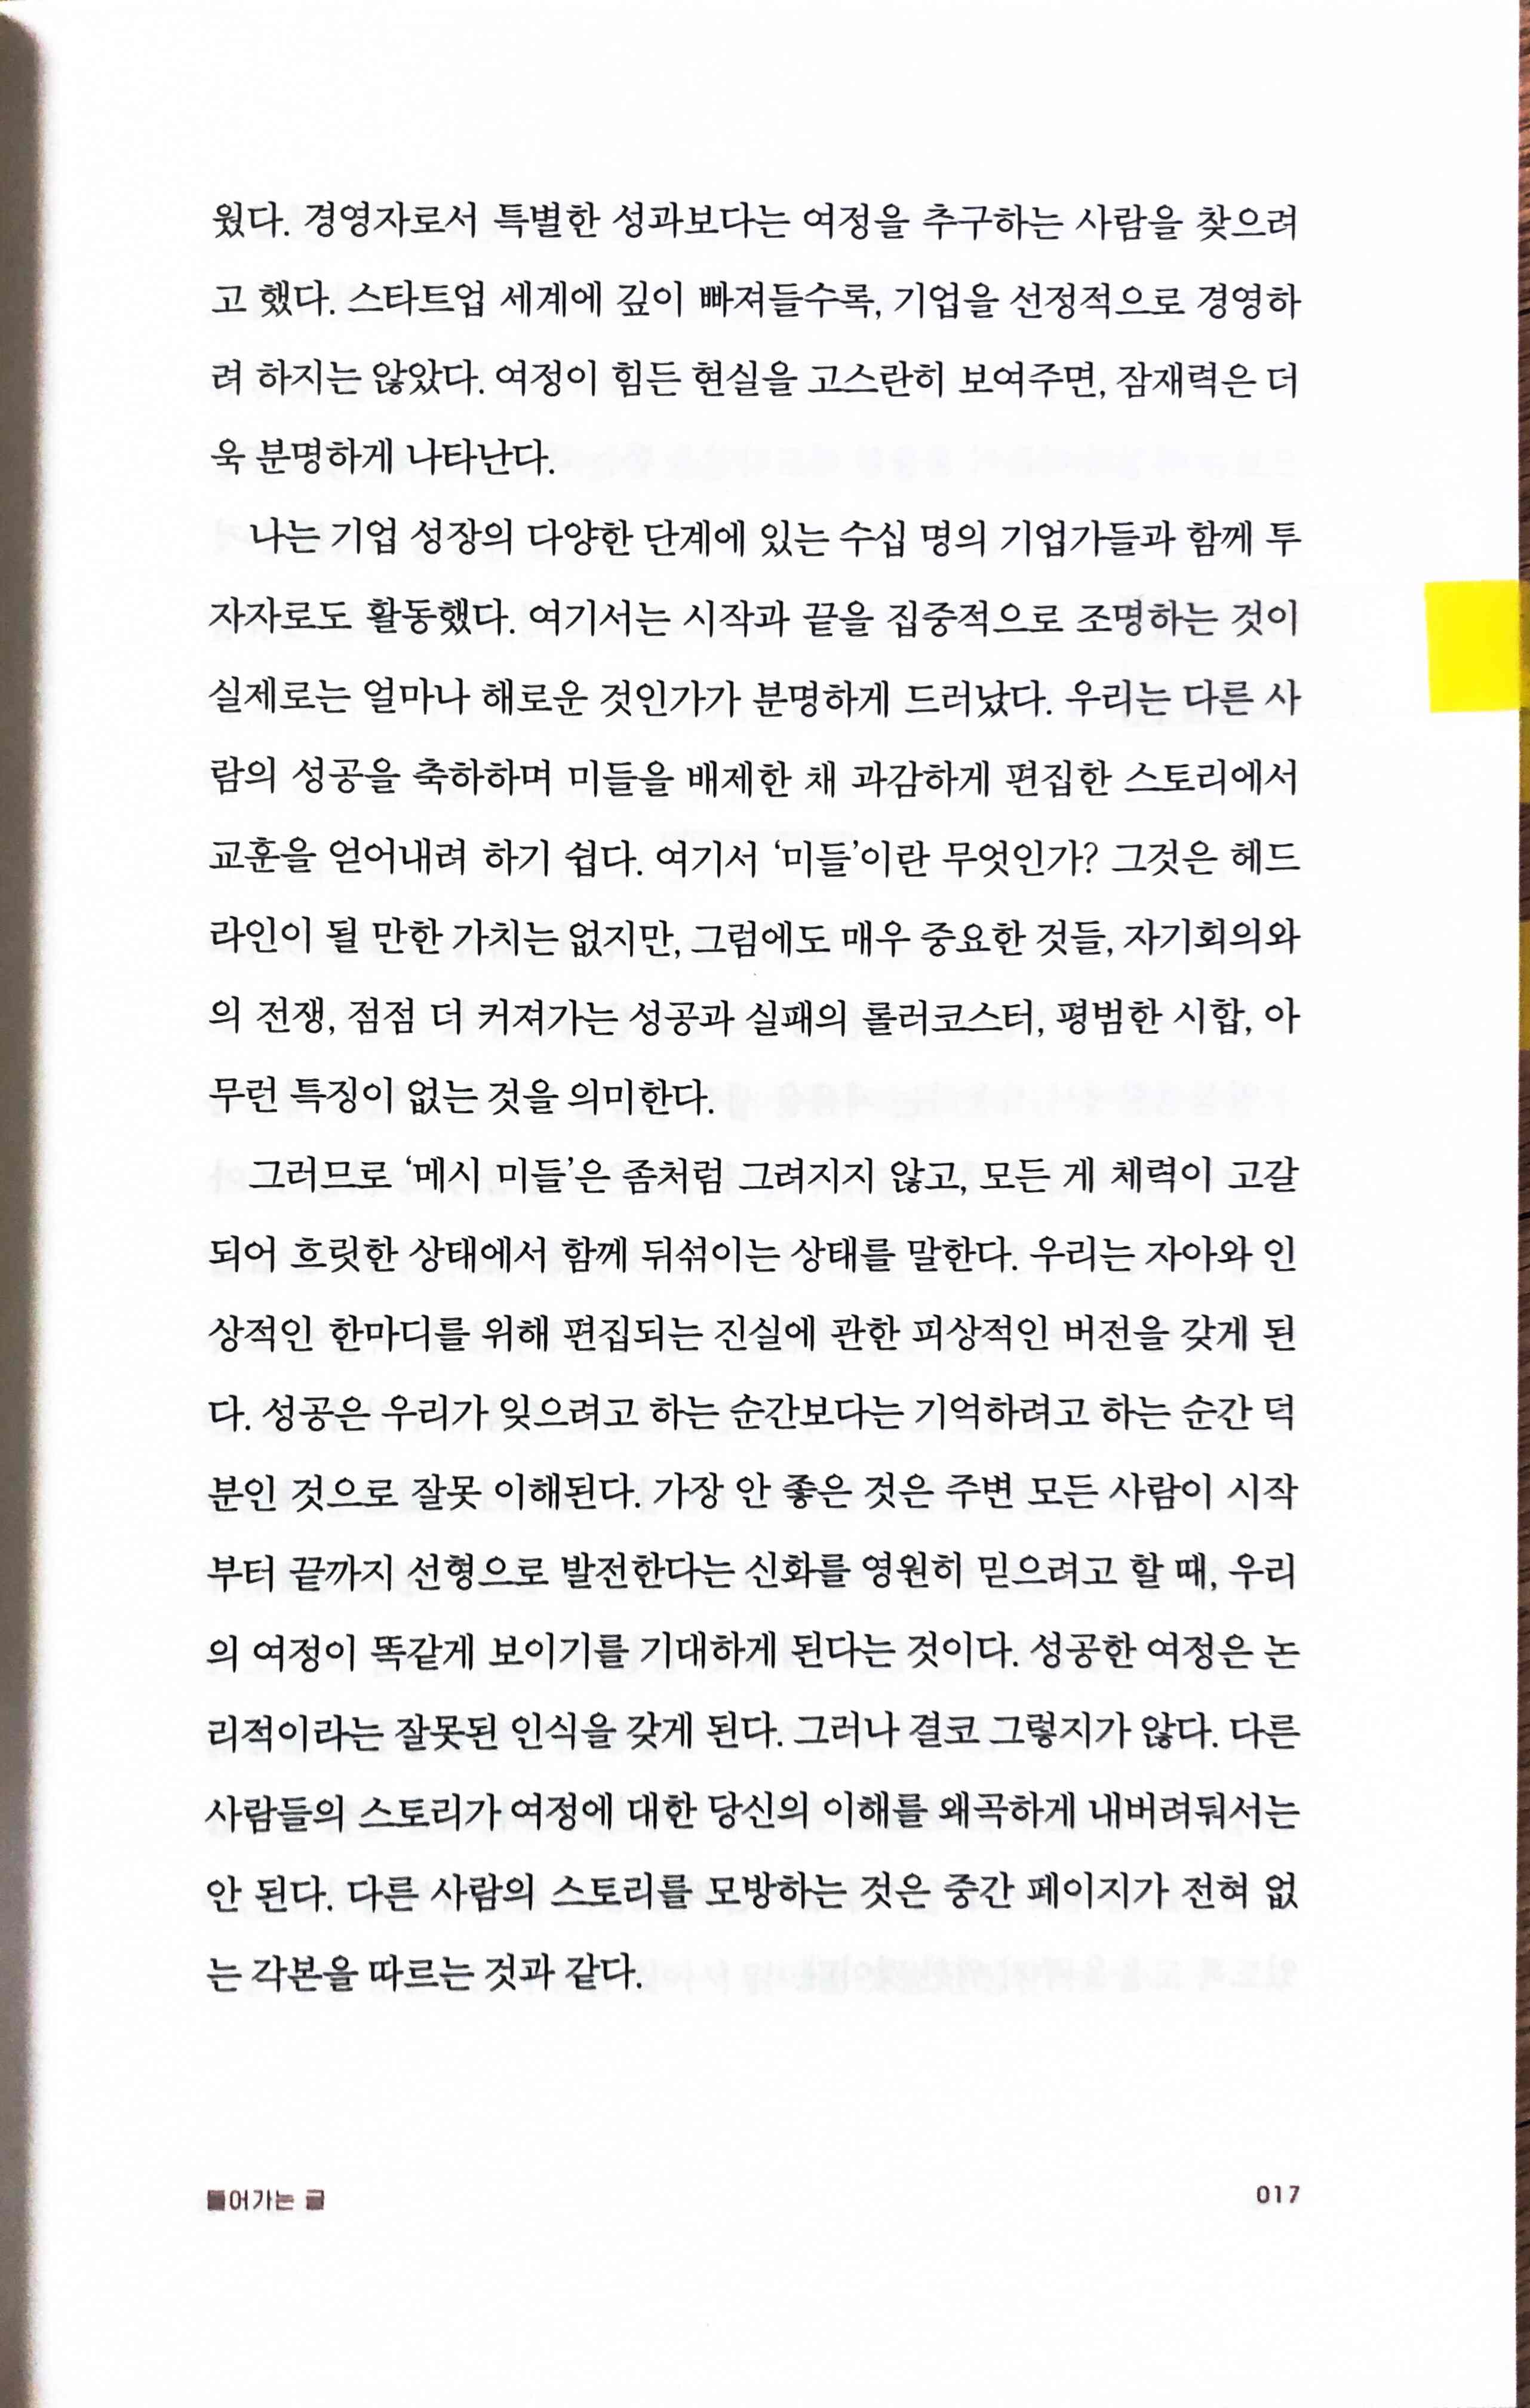 웠다. 경영자로서 특별한 성과보다는 여정을 추구하는 사람을 찾으려
고 했다. 스타트업 세계에 깊이 빠져들수록, 기업을 선정적으로 경영하
려 하지는 않았다. 여정이 힘든 현실을 고스란히 보여주면, 잠재력은 더
욱 분명하게 나타난다.
나는 기업 성장의 다양한 단계에 있는 수십 명의 기업가들과 함께 투
자자로도 활동했다. 여기서는 시작과 끝을 집중적으로 조명하는 것이
실제로는 얼마나 해로운 것인가가 분명하게 드러났다. 우리는 다른 사
람의 성공을 축하하며 미들을 배제한 채 과감하게 편집한 스토리에서
교훈을 얻어내려 하기 쉽다. 여기서 ‘미들’이란 무엇인가? 그것은 헤드
라인이 될 만한 가치는 없지만, 그럼에도 매우 중요한 것들, 자기회의와
의 전쟁, 점점 더 커져가는 성공과 실패의 롤러코스터, 평범한 시합, 아
무런 특징이 없는 것을 의미한다.
그러므로 ‘메시 미들’은 좀처럼 그려지지 않고, 모든 게 체력이 고갈
되어 흐릿한 상태에서 함께 뒤섞이는 상태를 말한다. 우리는 자아와 인
상적인 한마디를 위해 편집되는 진실에 관한 피상적인 버전을 갖게 된
다. 성공은 우리가 잊으려고 하는 순간보다는 기억하려고 하는 순간 덕
분인 것으로 잘못 이해된다. 가장 안 좋은 것은 주변 모든 사람이 시작
부터 끝까지 선형으로 발전한다는 신화를 영원히 믿으려고 할 때, 우리
의 여정이 똑같게 보이기를 기대하게 된다는 것이다. 성공한 여정은 논
리적이라는 잘못된 인식을 갖게 된다. 그러나 결코 그렇지가 않다. 다른
사람들의 스토리가 여정에 대한 당신의 이해를 왜곡하게 내버려둬서는
안 된다. 다른 사람의 스토리를 모방하는 것은 중간 페이지가 전혀 없
는 각본을 따르는 것과 같다.
들어가는 글
017